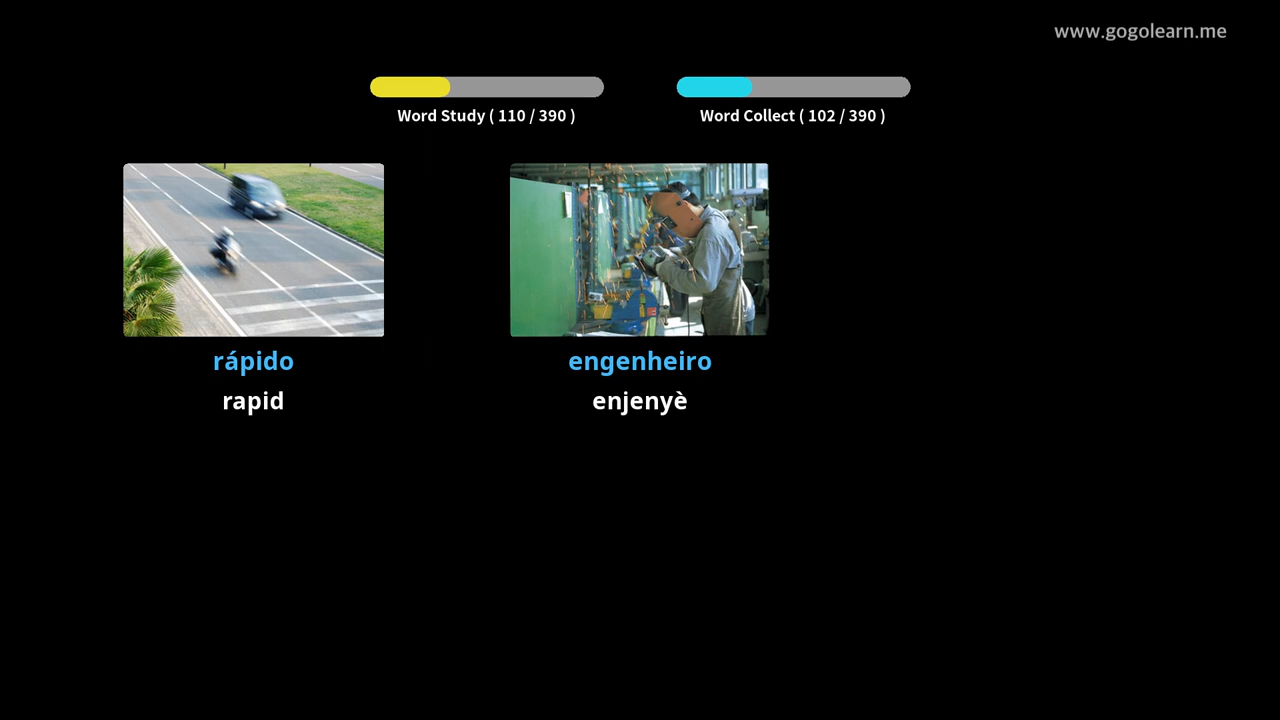 www.gogolearn.me
Word Study ( 110 / 390 )
Word Collect ( 102 / 390 )
rápido
rapid
engenheiro
enjenyè